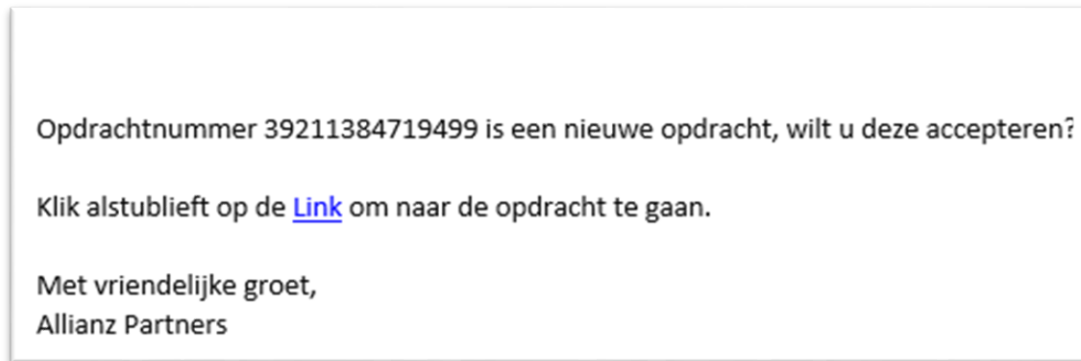 Opdrachtnummer 39211384719499 is een nieuwe opdracht, wilt u deze accepteren?
Klik alstublieft op de Link om naar de opdracht te gaan.
Met vriendelijke groet,
Allianz Partners